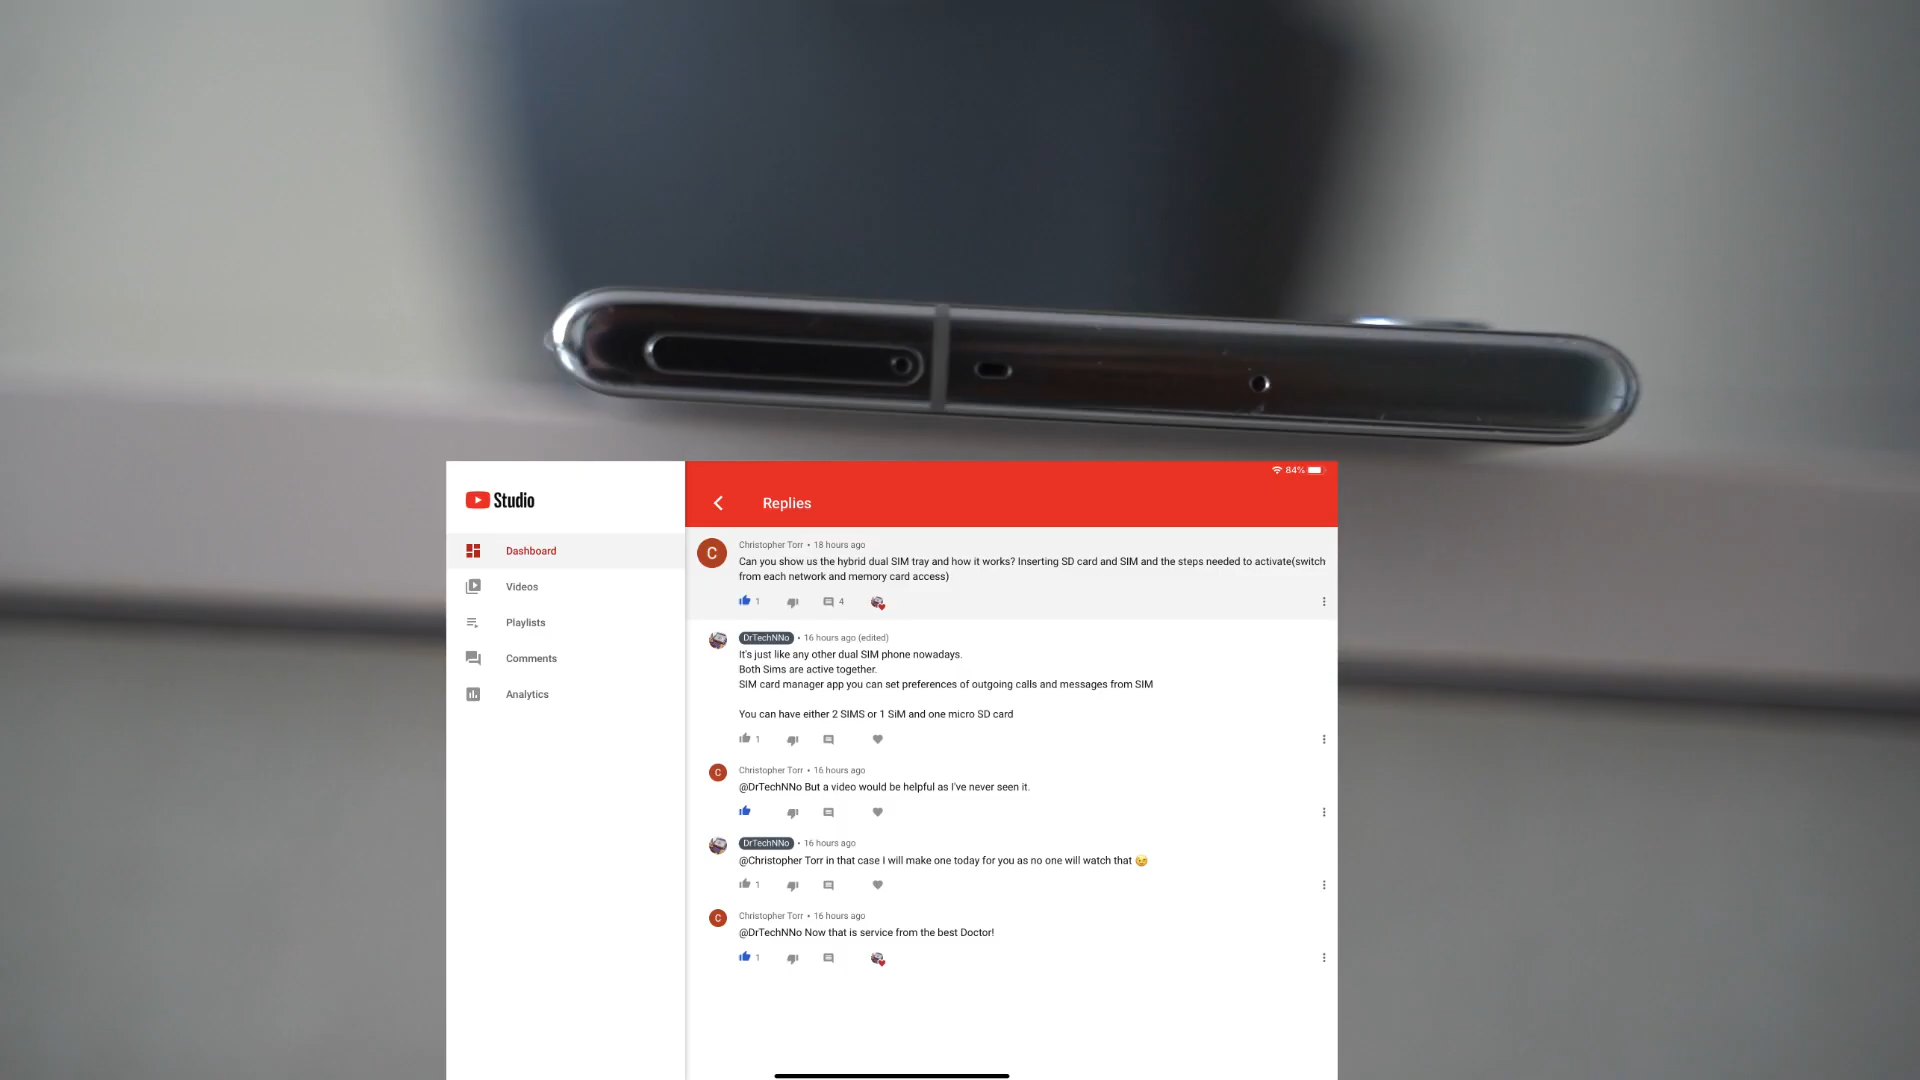 84%
Studio
Replies
Dashboard
Videos
Playlists
Comments
Analytics
C
Christopher Torr • 18 hours ago
Can you show us the hybrid dual SIM tray and how it works? Inserting SD card and SIM and the steps needed to activate(switch
from each network and memory card access)
1 4
DrTechNNo • 16 hours ago (edited)
It's just like any other dual SIM phone nowadays.
Both Sims are active together.
SIM card manager app you can set preferences of outgoing calls and messages from SIM
You can have either 2 SIMS or 1 SiM and one micro SD card
1
C
Christopher Torr • 16 hours ago
@DrTechNNo But a video would be helpful as I've never seen it.
DrTechNNo • 16 hours ago
@Christopher Torr in that case I will make one today for you as no one will watch that 😉
1
C
Christopher Torr • 16 hours ago
@DrTechNNo Now that is service from the best Doctor!
1